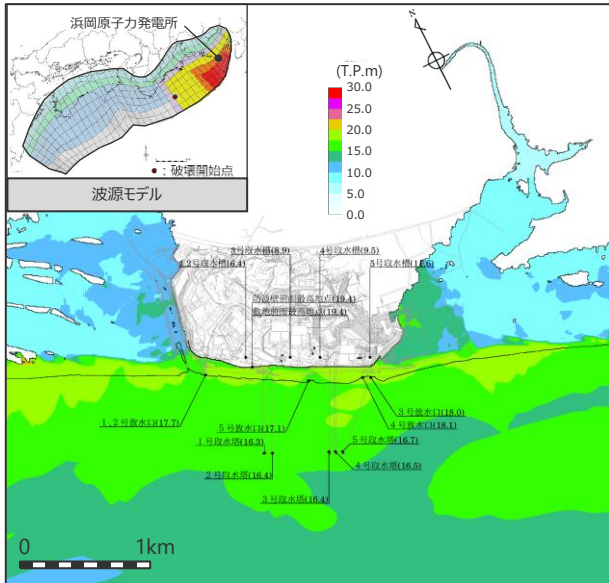 浜岡原子力発電所
●：破壊開始点
波源モデル
N
(T.P.m)
30.0
25.0
20.0
15.0
10.0
5.0
0.0
3号取水槽(8.9)
4号取水槽(9.5)
1,2号取水槽(6.4)
5号取水槽(11.6)
防波壁前面最高地点(19.4)
敷地前面最高地点(19.4)
1,2号放水口(17.7)
5号放水口(17.1)
3号放水口(18.0)
4号放水口(18.1)
1号取水塔(16.3)
5号取水塔(16.7)
2号取水塔(16.4)
4号取水塔(16.5)
3号取水塔(16.4)
0 1km